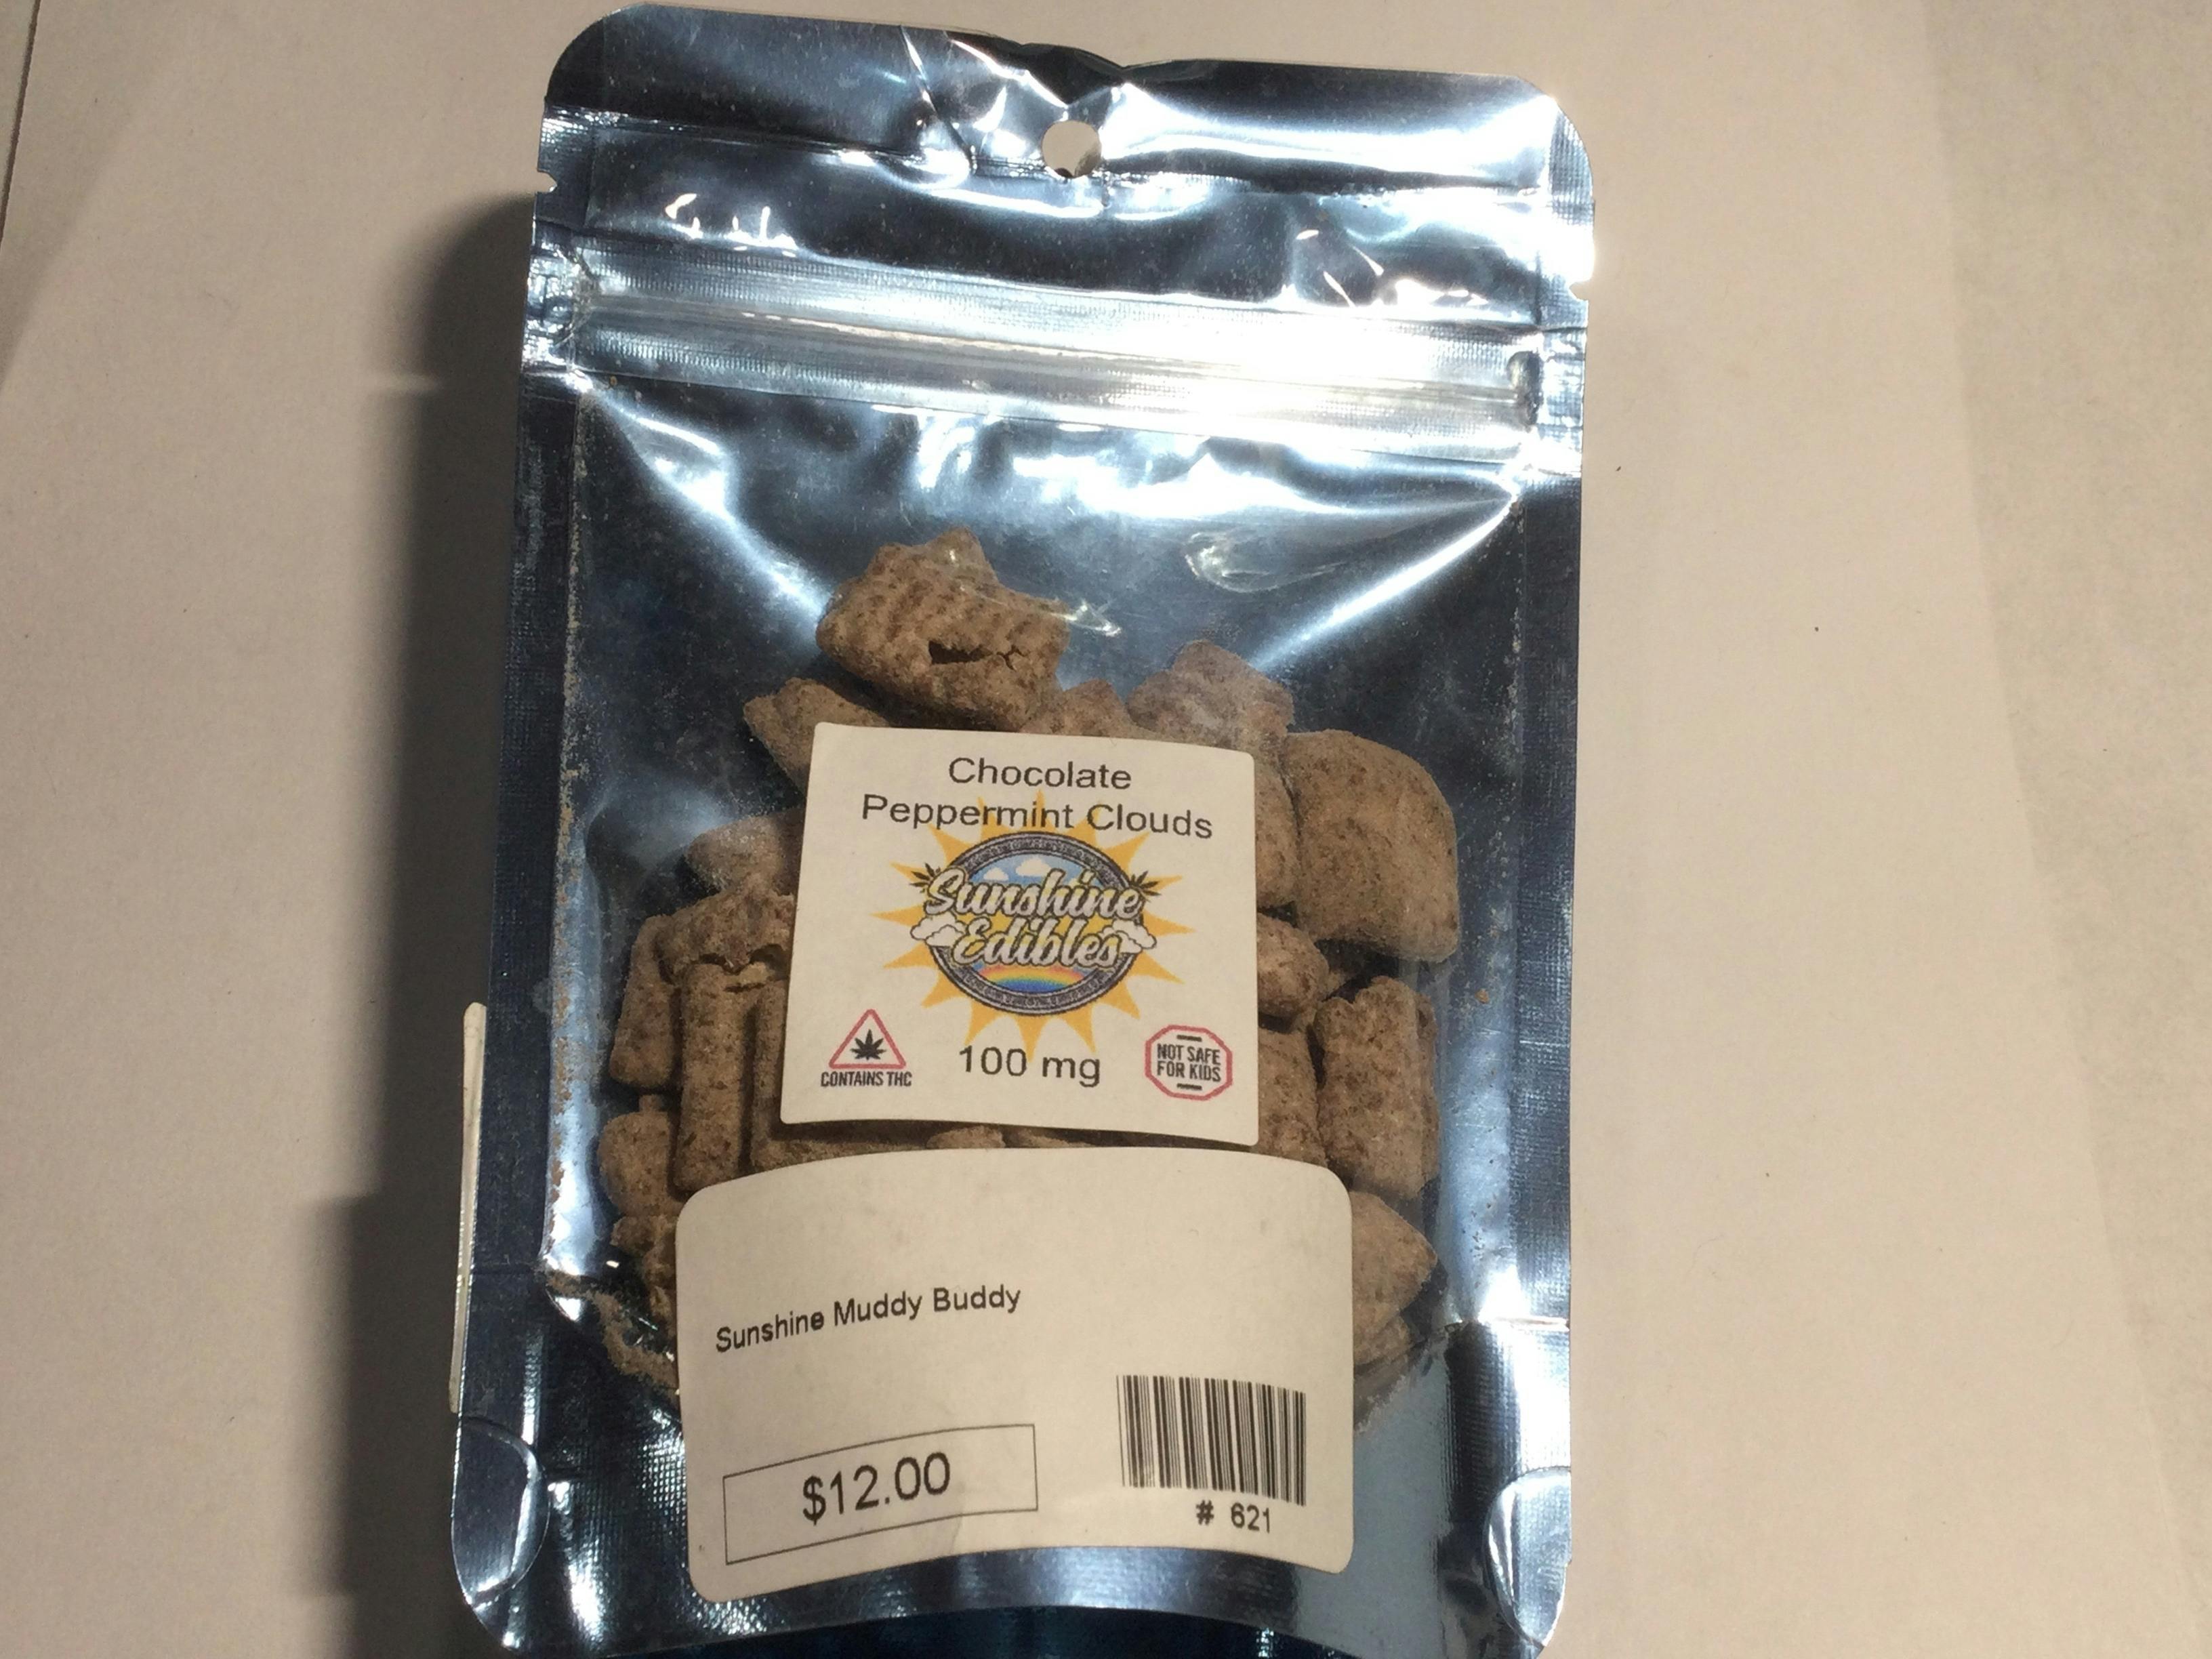 Chocolate
Peppermint Clouds
Sunshine
Edibles
CONTAINS THC
100 mg
NOT SAFE
FOR KIDS
Sunshine Muddy Buddy
$12.00
# 621